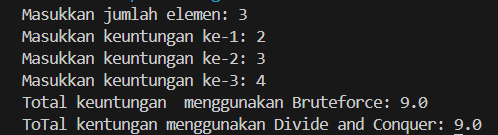 Masukkan jumlah elemen: 3
Masukkan keuntungan ke-1: 2
Masukkan keuntungan ke-2: 3
Masukkan keuntungan ke-3: 4
Total keuntungan  menggunakan Bruteforce: 9.0
ToTal kentungan menggunakan Divide and Conquer: 9.0